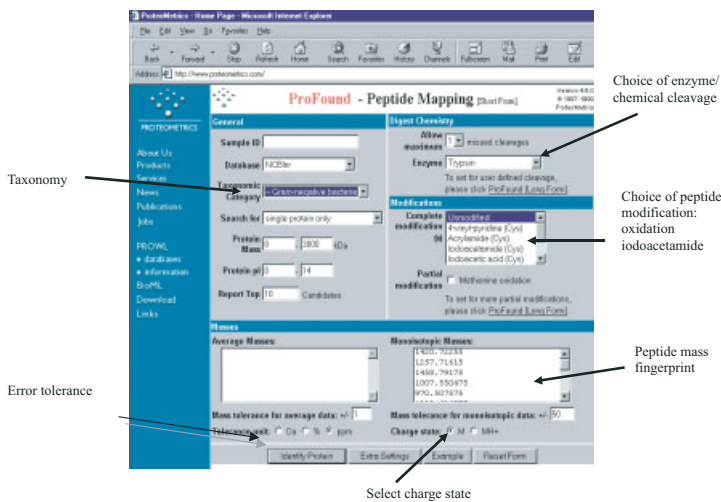 ProteoMetrics - Home Page - Microsoft Internet Explorer
File Edit View Go Favorites Help
Back Forward Stop Refresh Home Search Favorites History Channels Fullscreen Mail Print Edit
Address http://www.proteometrics.com/
PROTEOMETRICS
About Us
Products
Services
News
Publications
Jobs
PROWL
• databases
• information
BioML
Download
Links
ProFound - Peptide Mapping [Short Form]
General
Sample ID
Database NCBInr
Taxonomic Category - Gram-negative bacteria
Search for single protein only
Protein Mass 0 - 3000 kDa
Protein pI 0 - 14
Report Top 10 Candidates
Digest Chemistry
Allow maximum 1 missed cleavages
Enzyme Trypsin
To set for user defined cleavage,
please click ProFound [Long Form]
Modifications
Complete modification (s)
Unmodified
4-vinyl-pyridine (Cys)
Acrylamide (Cys)
Iodoacetamide (Cys)
Iodoacetic acid (Cys)
Partial modification Methionine oxidation
To set for more partial modifications,
please click ProFound [Long Form]
Masses
Average Masses:
Monoisotopic Masses:
1257.71615
1458.79175
1007.550875
970.507875
Mass tolerance for average data: +/- 1
Mass tolerance for monoisotopic data: +/- 50
Tolerance unit: Da % ppm
Charge state: M MH+
Identify Protein Extra Settings Example Reset Form
Taxonomy
Error tolerance
Choice of enzyme/
chemical cleavage
Choice of peptide
modification:
oxidation
iodoacetamide
Peptide mass
fingerprint
Select charge state